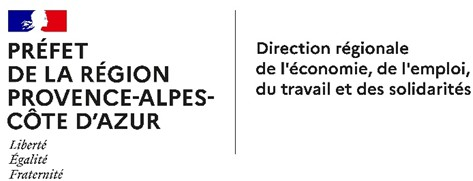 PRÉFET
DE LA RÉGION
PROVENCE-ALPES-
CÔTE D'AZUR
Liberté
Égalité
Fraternité
Direction régionale
de l'économie, de l'emploi,
du travail et des solidarités